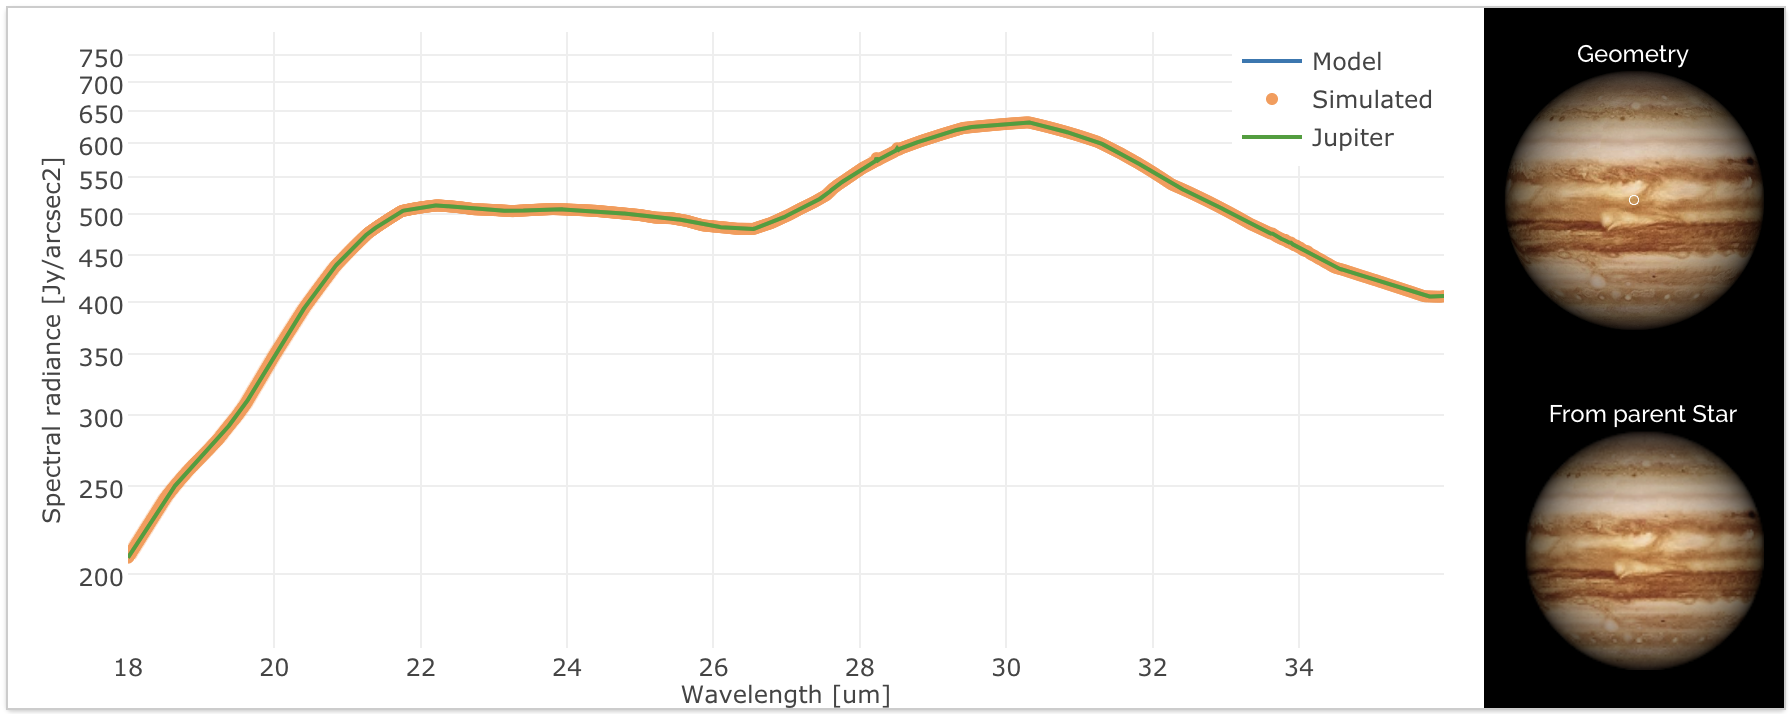 750
700
650
600
550
500
450
400
350
300
250
200
Spectral radiance [Jy/arcsec2]
18 20 22 24 26 28 30 32 34
Wavelength [um]
Model
Simulated
Jupiter
Geometry
From parent Star